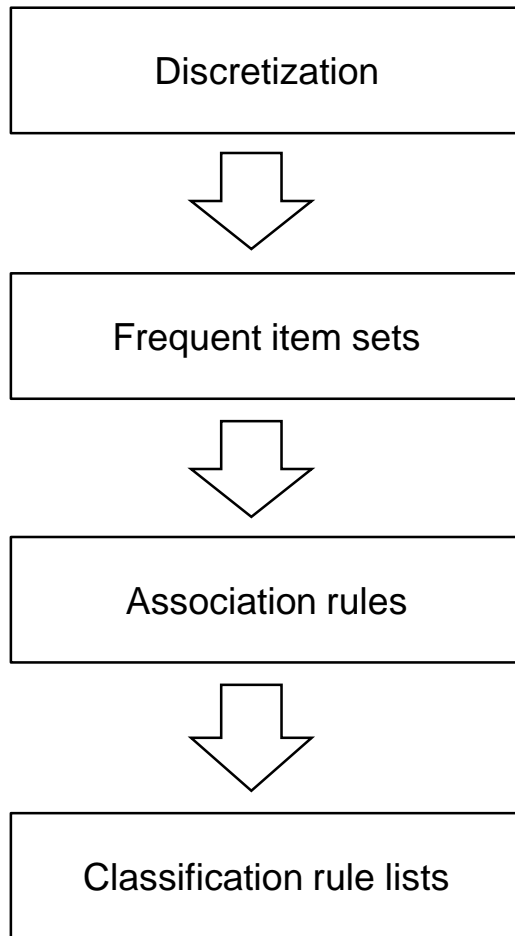 Discretization
Frequent item sets
Association rules
Classification rule lists